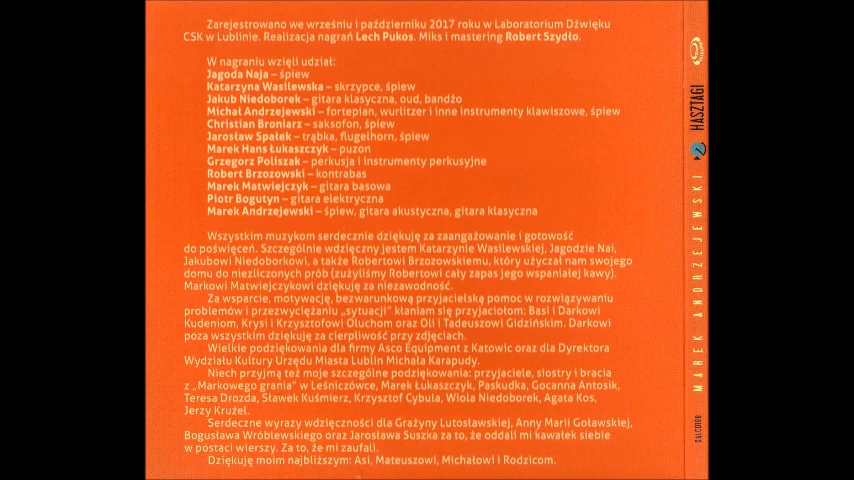 Zarejestrowano we wrześniu i październiku 2017 roku w Laboratorium Dźwięku
CSK w Lublinie. Realizacja nagrań Lech Pukos. Miks i mastering Robert Szydło.
W nagraniu wzięli udział:
Jagoda Naja – śpiew
Katarzyna Wasilewska – skrzypce, śpiew
Jakub Niedoborek – gitara klasyczna, oud, bandżo
Michał Andrzejewski – fortepian, wurlitzer i inne instrumenty klawiszowe, śpiew
Christian Broniarz – saksofon, śpiew
Jarosław Spałek – trąbka, flugelhorn, śpiew
Marek Hans Łukaszczyk – puzon
Grzegorz Poliszak – perkusja i instrumenty perkusyjne
Robert Brzozowski – kontrabas
Marek Matwiejczyk – gitara basowa
Piotr Bogutyn – gitara elektryczna
Marek Andrzejewski – śpiew, gitara akustyczna, gitara klasyczna
Wszystkim muzykom serdecznie dziękuję za zaangażowanie i gotowość
do poświęceń. Szczególnie wdzięczny jestem Katarzynie Wasilewskiej, Jagodzie Nai,
Jakubowi Niedoborkowi, a także Robertowi Brzozowskiemu, który użyczał nam swojego
domu do niezliczonych prób (zużyliśmy Robertowi cały zapas jego wspaniałej kawy).
Markowi Matwiejczykowi dziękuję za niezawodność.
Za wsparcie, motywację, bezwarunkową przyjacielską pomoc w rozwiązywaniu
problemów i przezwyciężaniu „sytuacji” kłaniam się przyjaciołom: Basi i Darkowi
Kudeniom, Krysi i Krzysztofowi Oluchom oraz Oli i Tadeuszowi Gidzińskim. Darkowi
poza wszystkim dziękuję za cierpliwość przy zdjęciach.
Wielkie podziękowania dla firmy Asco Equipment z Katowic oraz dla Dyrektora
Wydziału Kultury Urzędu Miasta Lublin Michała Karapudy.
Niech przyjmą też moje szczególne podziękowania: przyjaciele, siostry i bracia
z „Markowego grania” w Leśniczówce, Marek Łukaszczyk, Paskudka, Gocanna Antosik,
Teresa Drozda, Sławek Kuśmierz, Krzysztof Cybula, Wiola Niedoborek, Agata Kos,
Jerzy Krużel.
Serdeczne wyrazy wdzięczności dla Grażyny Lutosławskiej, Anny Marii Goławskiej,
Bogusława Wróblewskiego oraz Jarosława Suszka za to, że oddali mi kawałek siebie
w postaci wierszy. Za to, że mi zaufali.
Dziękuję moim najbliższym: Asi, Mateuszowi, Michałowi i Rodzicom.
MAREK ANDRZEJEWSKI HASZTAGI